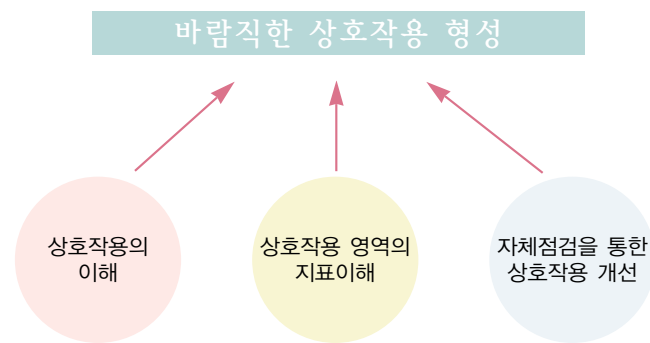 바람직한 상호작용 형성
상호작용의
이해
상호작용 영역의
지표이해
자체점검을 통한
상호작용 개선